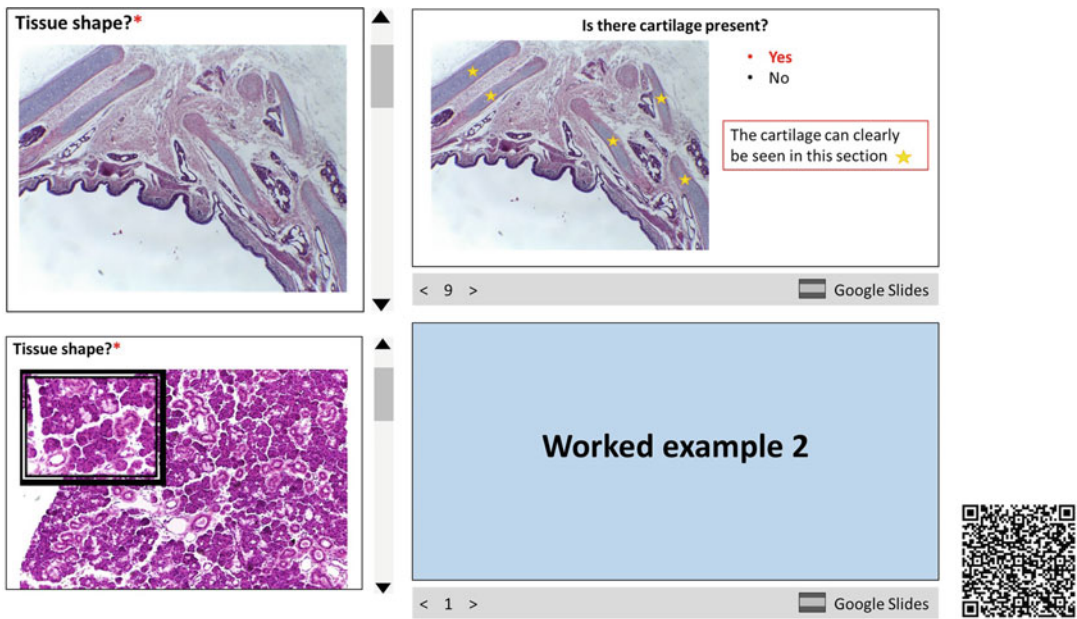 Tissue shape?*
Is there cartilage present?
• Yes
• No
The cartilage can clearly
be seen in this section
< 9 >
Google Slides
Tissue shape?*
Worked example 2
< 1 >
Google Slides